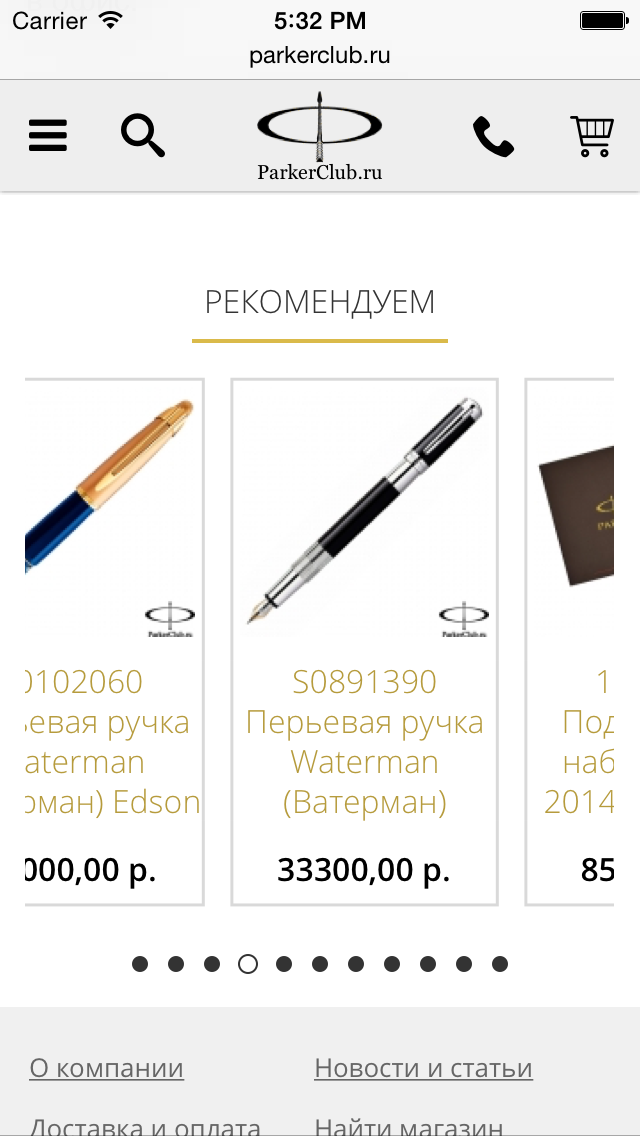 Carrier 5:32 PM
parkerclub.ru
ParkerClub.ru
РЕКОМЕНДУЕМ
ParkerClub.ru
ParkerClub.ru
0102060
ьевая ручка
aterman
рман) Edson
000,00 р.
S0891390
Перьевая ручка
Waterman
(Ватерман)
33300,00 р.
1
Под
наб
2014
85
О компании Новости и статьи
Доставка и оплата Найти магазин